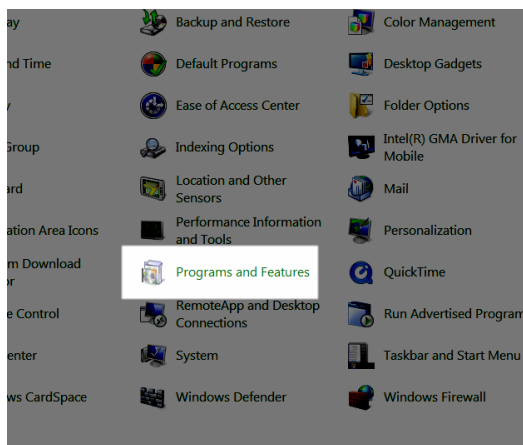 ay
Backup and Restore
Color Management
nd Time
Default Programs
Desktop Gadgets
y
Ease of Access Center
Folder Options
Group
Indexing Options
Intel(R) GMA Driver for
Mobile
ard
Location and Other
Sensors
Mail
ation Area Icons
Performance Information
and Tools
Personalization
m Download
or
Programs and Features
QuickTime
e Control
RemoteApp and Desktop
Connections
Run Advertised Program
enter
System
Taskbar and Start Menu
ws CardSpace
Windows Defender
Windows Firewall